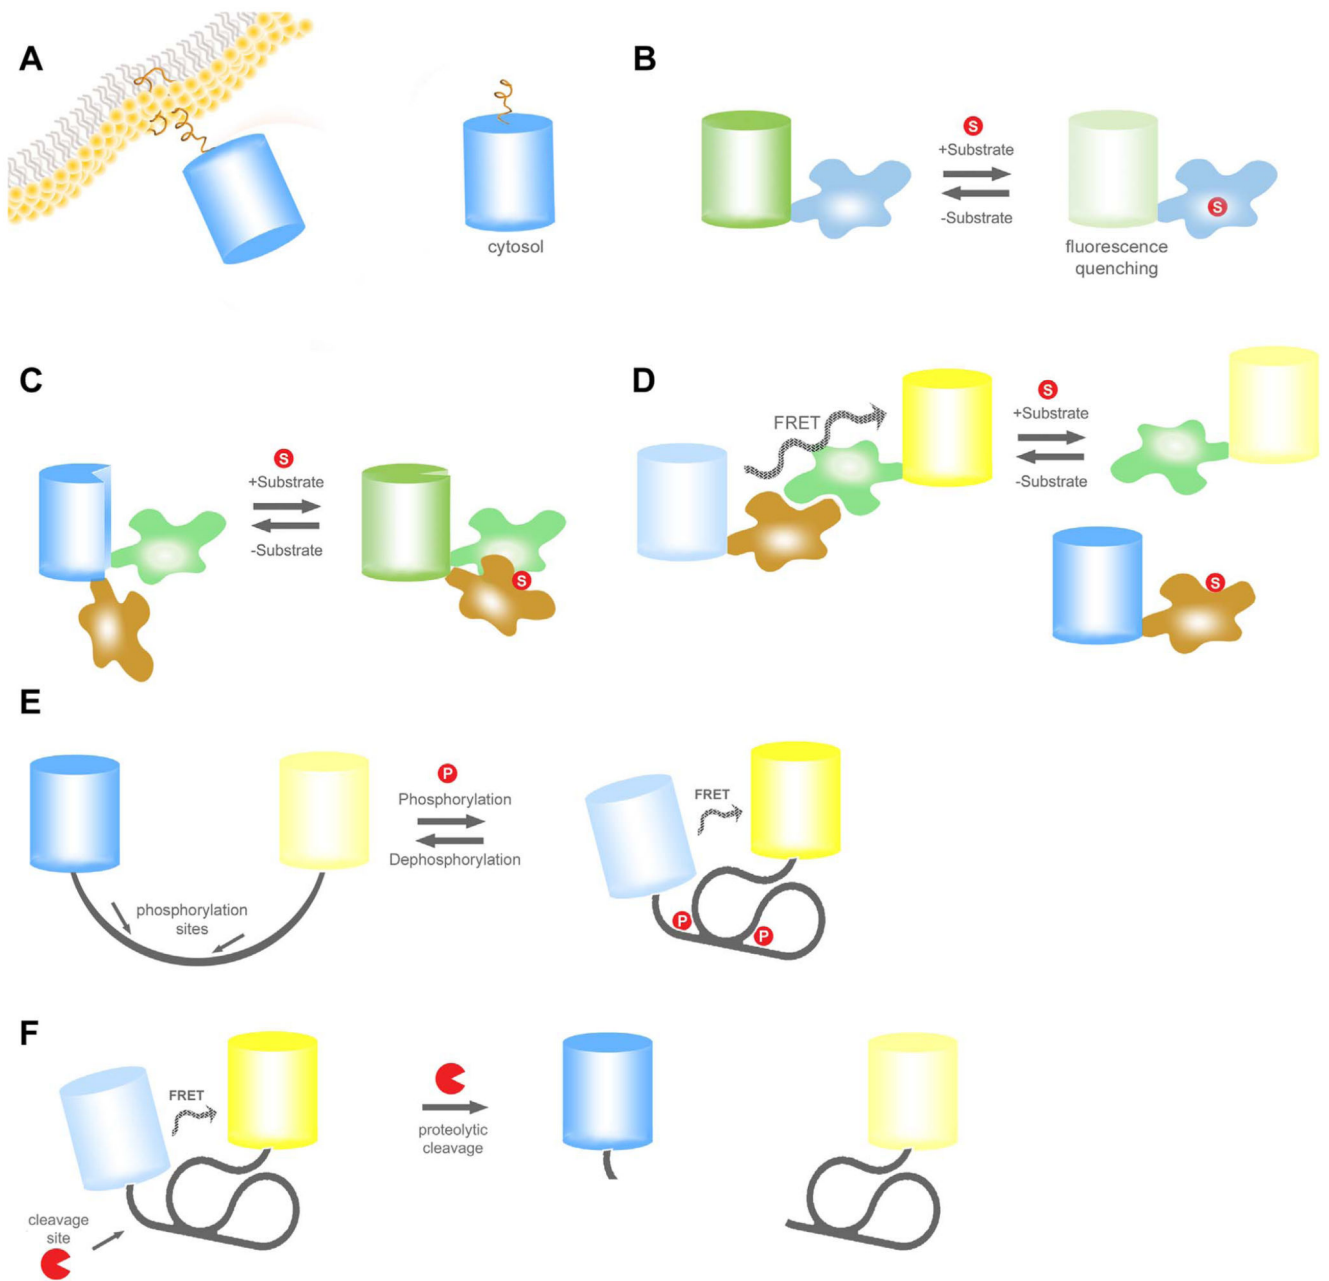 A
cytosol
B
S
+Substrate
-Substrate
S
fluorescence
quenching
C
S
+Substrate
-Substrate
S
D
FRET
S
+Substrate
-Substrate
S
E
phosphorylation
sites
P
Phosphorylation
Dephosphorylation
FRET
P
P
F
FRET
cleavage
site
proteolytic
cleavage